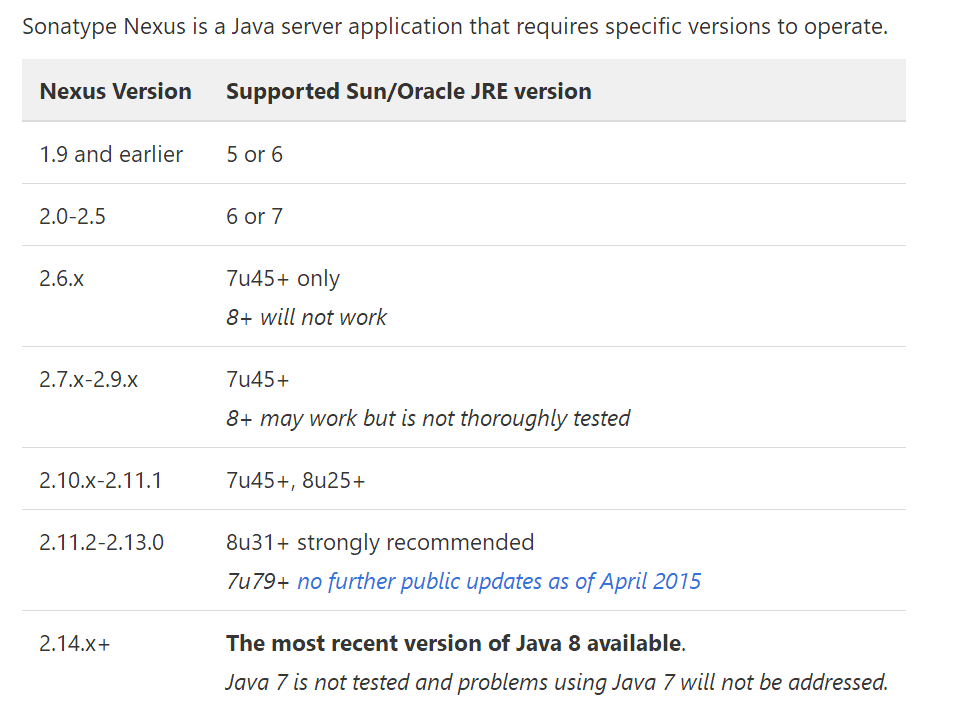 Sonatype Nexus is a Java server application that requires specific versions to operate.
Nexus Version Supported Sun/Oracle JRE version
1.9 and earlier 5 or 6
2.0-2.5 6 or 7
2.6.x 7u45+ only
8+ will not work
2.7.x-2.9.x 7u45+
8+ may work but is not thoroughly tested
2.10.x-2.11.1 7u45+, 8u25+
2.11.2-2.13.0 8u31+ strongly recommended
7u79+ no further public updates as of April 2015
2.14.x+ The most recent version of Java 8 available.
Java 7 is not tested and problems using Java 7 will not be addressed.